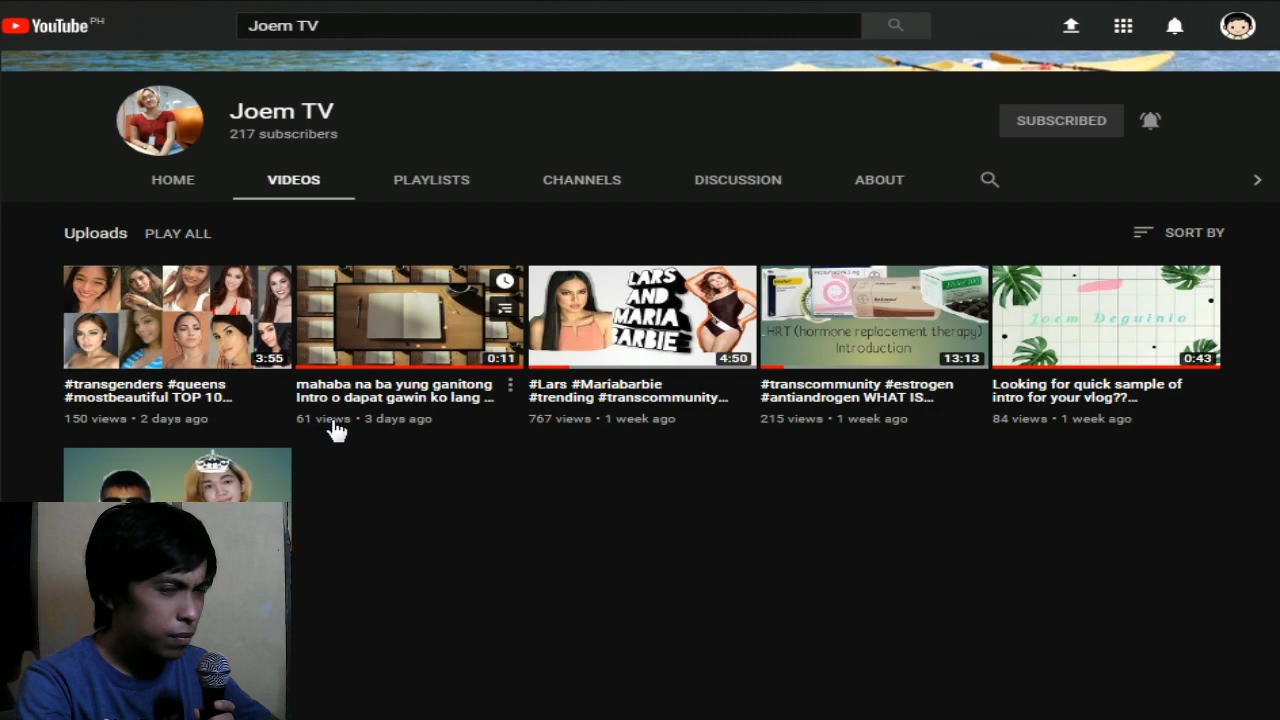 YouTube PH
Joem TV
Joem TV
217 subscribers
SUBSCRIBED
HOME
VIDEOS
PLAYLISTS
CHANNELS
DISCUSSION
ABOUT
Uploads
PLAY ALL
SORT BY
3:55
#transgenders #queens
#mostbeautiful TOP 10...
150 views • 2 days ago
0:11
mahaba na ba yung ganitong
Intro o dapat gawin ko lang ...
61 views • 3 days ago
LARS
AND
MARIA
BARBIE
4:50
#Lars #Mariabarbie
#trending #transcommunity...
767 views • 1 week ago
HRT (hormone replacement therapy)
Introduction
13:13
#transcommunity #estrogen
#antiandrogen WHAT IS...
215 views • 1 week ago
Joem Deguinio
0:43
Looking for quick sample of
intro for your vlog??...
84 views • 1 week ago